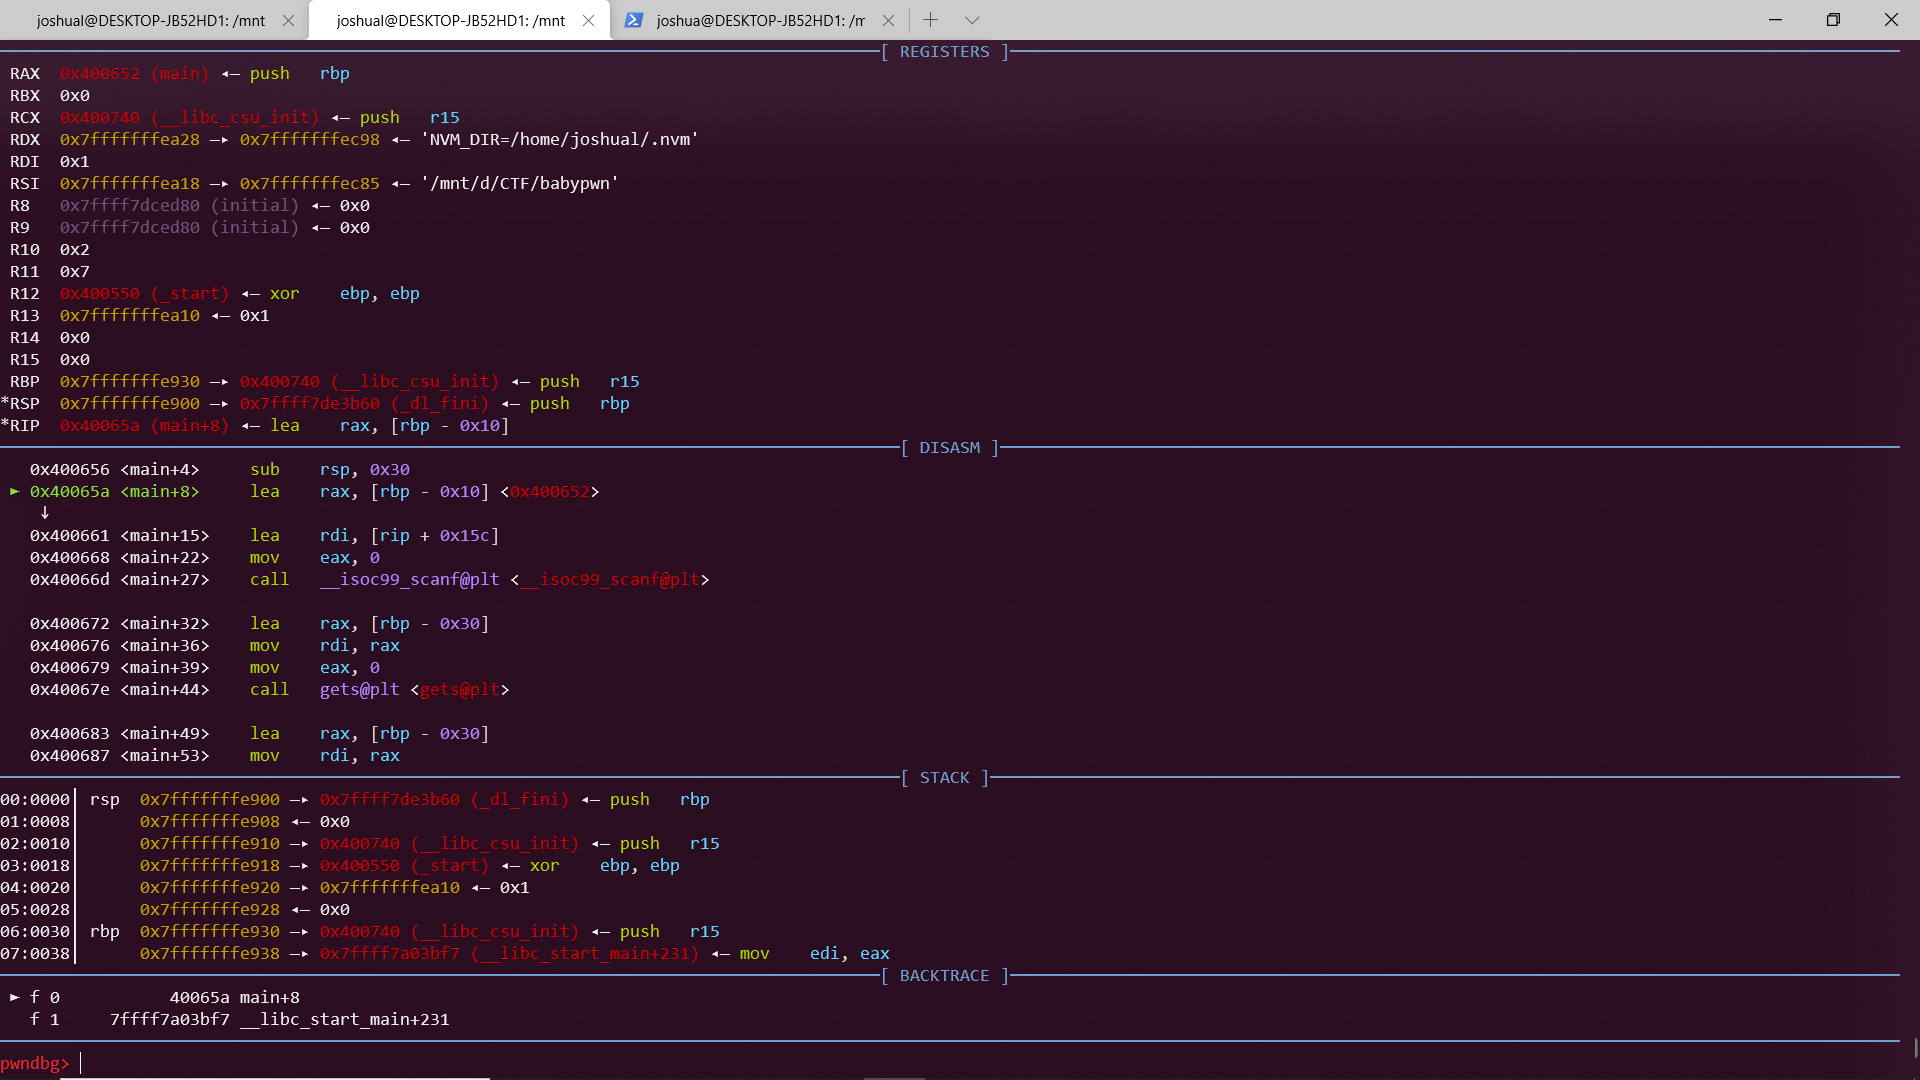 joshual@DESKTOP-JB52HD1: /mnt
joshual@DESKTOP-JB52HD1: /mnt
joshua@DESKTOP-JB52HD1: /m
[ REGISTERS ]
RAX  0x400652 (main) ◂— push   rbp
RBX  0x0
RCX  0x400740 (__libc_csu_init) ◂— push   r15
RDX  0x7fffffffea28 —▸ 0x7fffffffec98 ◂— 'NVM_DIR=/home/joshual/.nvm'
RDI  0x1
RSI  0x7fffffffea18 —▸ 0x7fffffffec85 ◂— '/mnt/d/CTF/babypwn'
R8   0x7ffff7dced80 (initial) ◂— 0x0
R9   0x7ffff7dced80 (initial) ◂— 0x0
R10  0x2
R11  0x7
R12  0x400550 (_start) ◂— xor    ebp, ebp
R13  0x7fffffffea10 ◂— 0x1
R14  0x0
R15  0x0
RBP  0x7fffffffe930 —▸ 0x400740 (__libc_csu_init) ◂— push   r15
*RSP  0x7fffffffe900 —▸ 0x7ffff7de3b60 (_dl_fini) ◂— push   rbp
*RIP  0x40065a (main+8) ◂— lea    rax, [rbp - 0x10]
[ DISASM ]
0x400656 <main+4>     sub    rsp, 0x30
► 0x40065a <main+8>     lea    rax, [rbp - 0x10] <0x400652>
↓
0x400661 <main+15>    lea    rdi, [rip + 0x15c]
0x400668 <main+22>    mov    eax, 0
0x40066d <main+27>    call   __isoc99_scanf@plt <__isoc99_scanf@plt>
0x400672 <main+32>    lea    rax, [rbp - 0x30]
0x400676 <main+36>    mov    rdi, rax
0x400679 <main+39>    mov    eax, 0
0x40067e <main+44>    call   gets@plt <gets@plt>
0x400683 <main+49>    lea    rax, [rbp - 0x30]
0x400687 <main+53>    mov    rdi, rax
[ STACK ]
00:0000│ rsp  0x7fffffffe900 —▸ 0x7ffff7de3b60 (_dl_fini) ◂— push   rbp
01:0008│      0x7fffffffe908 ◂— 0x0
02:0010│      0x7fffffffe910 —▸ 0x400740 (__libc_csu_init) ◂— push   r15
03:0018│      0x7fffffffe918 —▸ 0x400550 (_start) ◂— xor    ebp, ebp
04:0020│      0x7fffffffe920 —▸ 0x7fffffffea10 ◂— 0x1
05:0028│      0x7fffffffe928 ◂— 0x0
06:0030│ rbp  0x7fffffffe930 —▸ 0x400740 (__libc_csu_init) ◂— push   r15
07:0038│      0x7fffffffe938 —▸ 0x7ffff7a03bf7 (__libc_start_main+231) ◂— mov    edi, eax
[ BACKTRACE ]
► f 0           40065a main+8
f 1     7ffff7a03bf7 __libc_start_main+231
pwndbg>